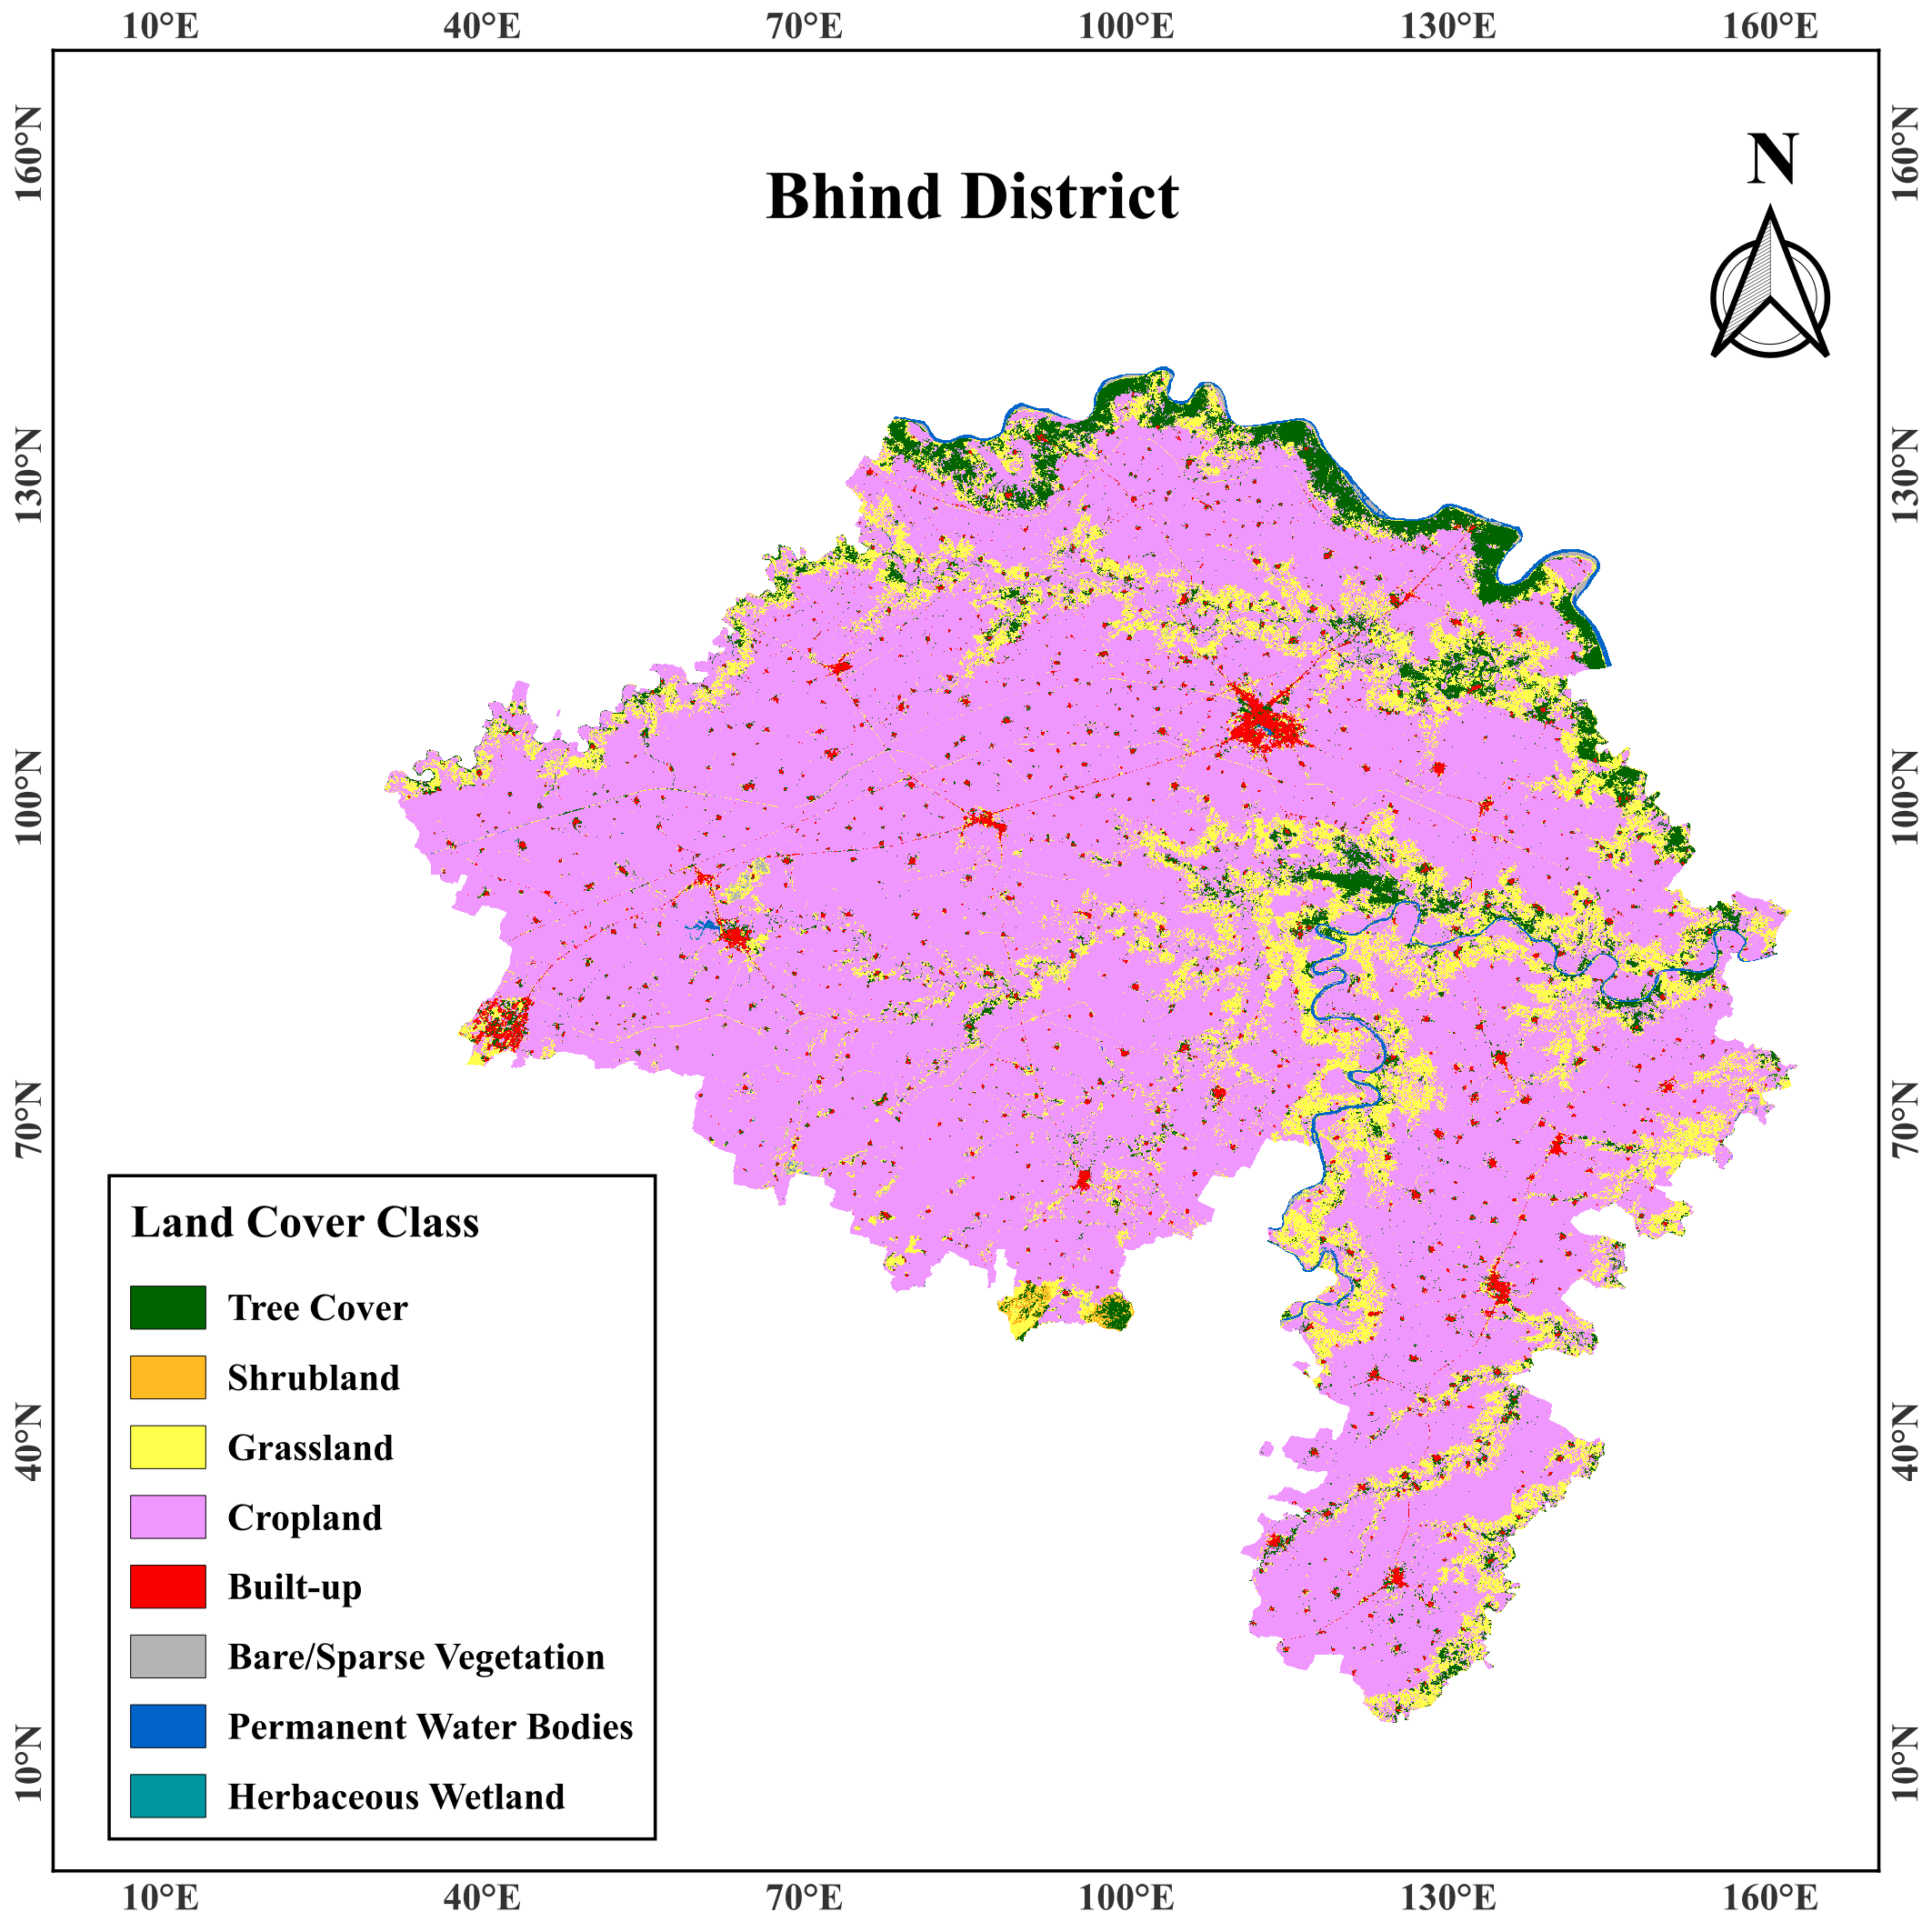 10°E 40°E 70°E 100°E 130°E 160°E
160°N 160°N
N
Bhind District
130°N 130°N
100°N 100°N
70°N 70°N
Land Cover Class
Tree Cover
Shrubland
Grassland
40°N 40°N
Cropland
Built-up
Bare/Sparse Vegetation
Permanent Water Bodies
10°N 10°N
Herbaceous Wetland
10°E 40°E 70°E 100°E 130°E 160°E